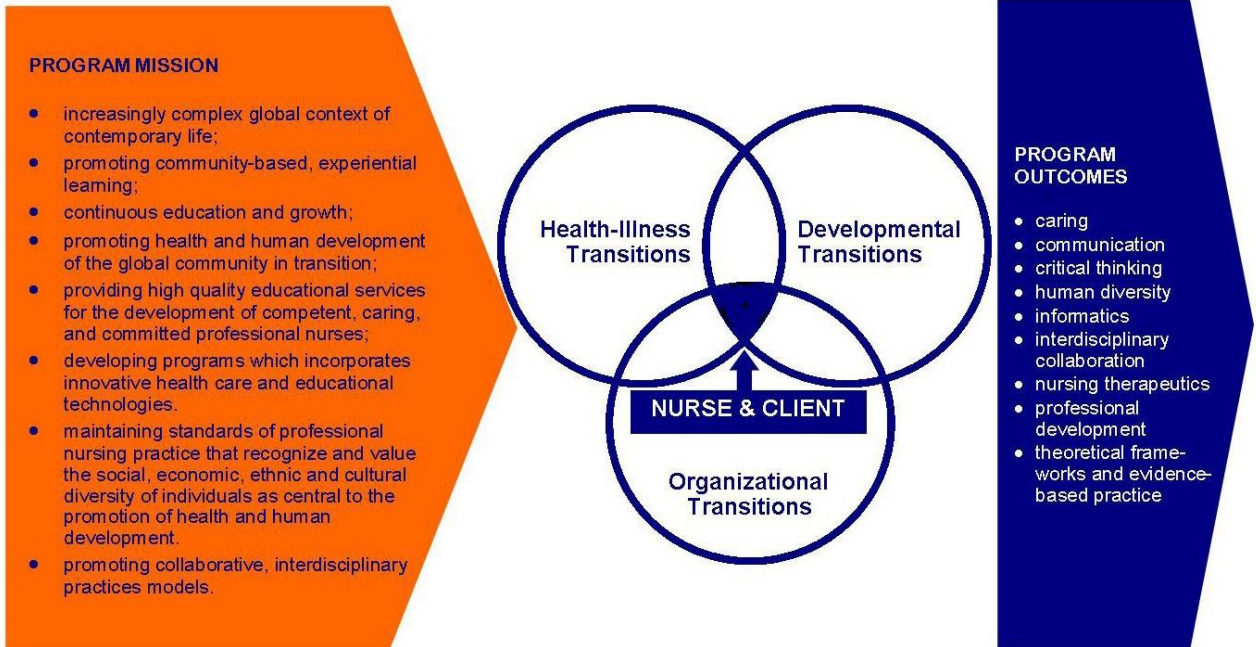 PROGRAM MISSION
• increasingly complex global context of
contemporary life;
• promoting community-based, experiential
learning;
• continuous education and growth;
• promoting health and human development
of the global community in transition;
• providing high quality educational services
for the development of competent, caring,
and committed professional nurses;
• developing programs which incorporates
innovative health care and educational
technologies.
• maintaining standards of professional
nursing practice that recognize and value
the social, economic, ethnic and cultural
diversity of individuals as central to the
promotion of health and human
development.
• promoting collaborative, interdisciplinary
practices models.
Health-Illness
Transitions
Developmental
Transitions
NURSE & CLIENT
Organizational
Transitions
PROGRAM
OUTCOMES
• caring
• communication
• critical thinking
• human diversity
• informatics
• interdisciplinary
collaboration
• nursing therapeutics
• professional
development
• theoretical frame-
works and evidence-
based practice